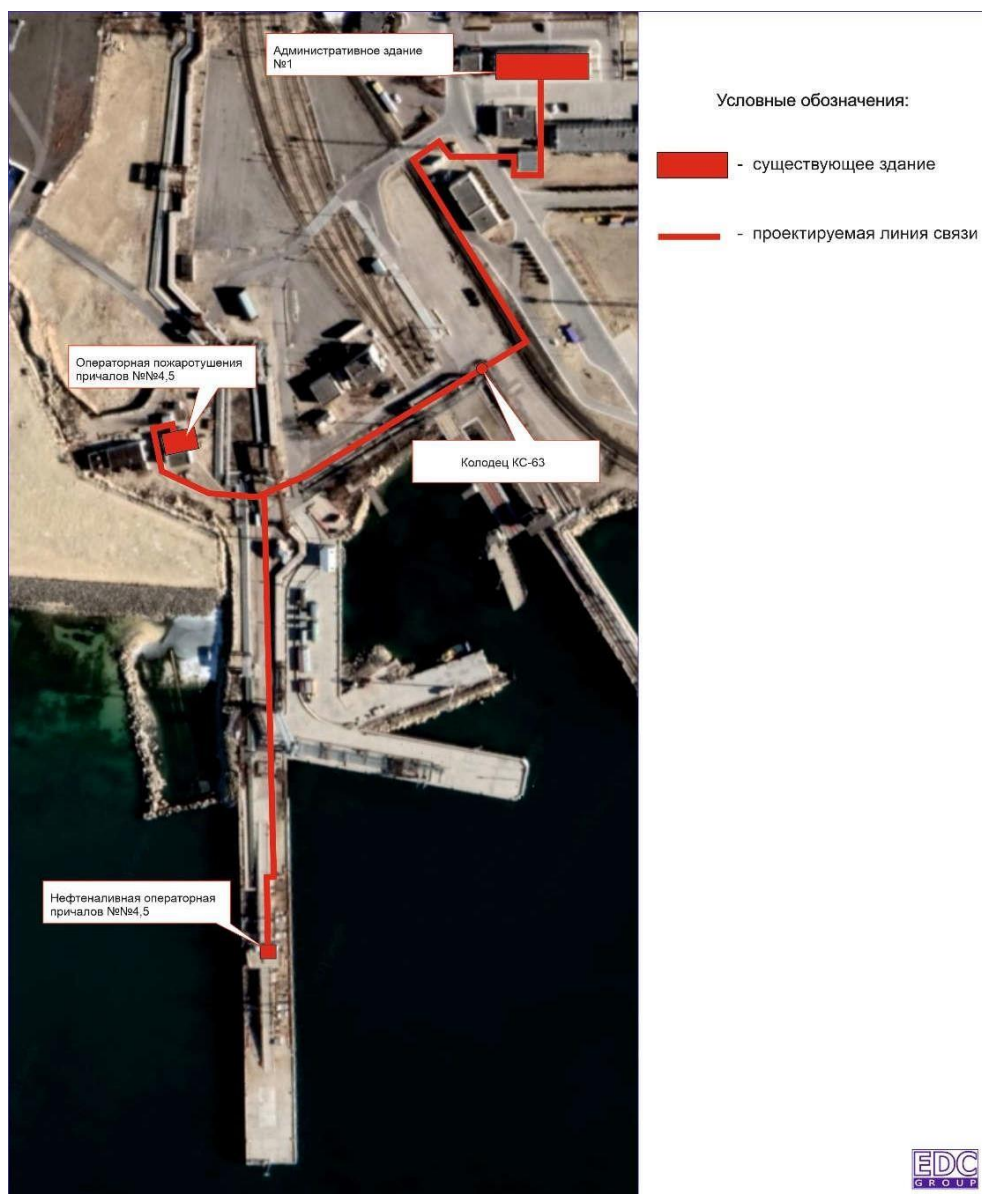 Административное здание
№1
Условные обозначения:
- существующее здание
- проектируемая линия связи
Операторная пожаротушения
причалов №№4,5
Колодец КС-63
Нефтеналивная операторная
причалов №№4,5
EDC
GROUP